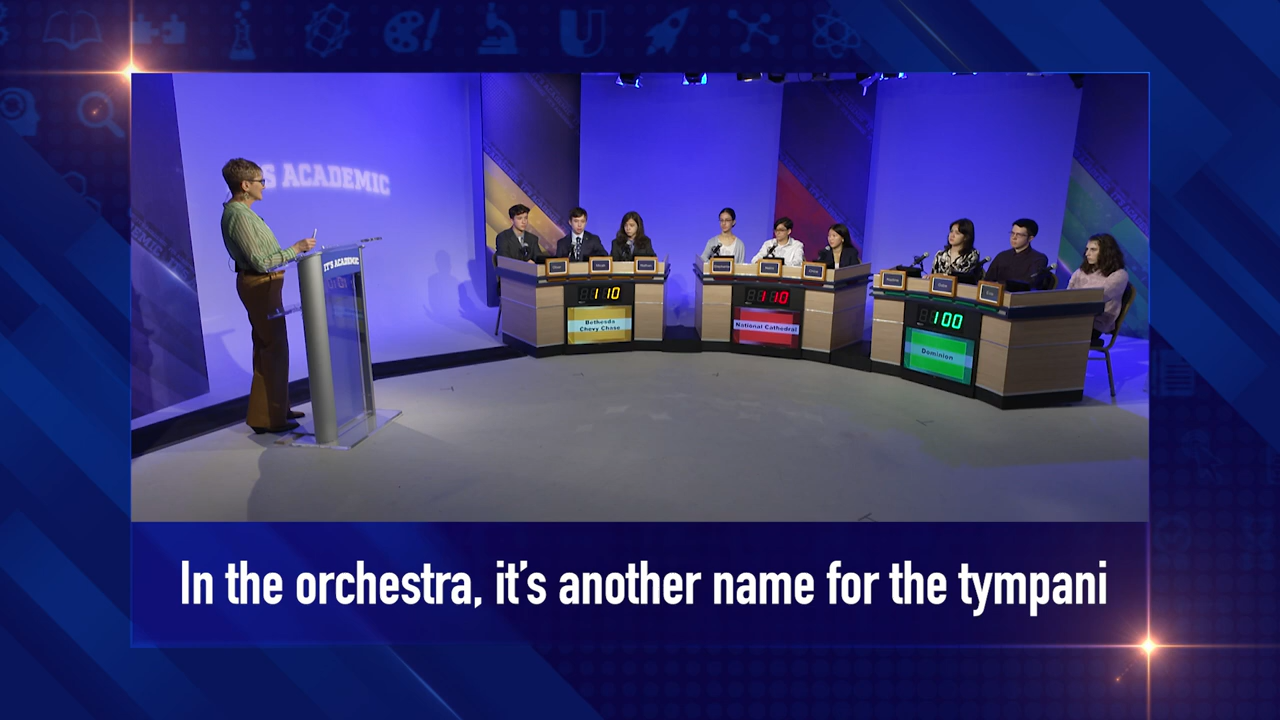 IT'S ACADEMIC
IT'S ACADEMIC
110
Bethesda
Chevy Chase
110
National Cathedral
100
Dominion
In the orchestra, it's another name for the tympani